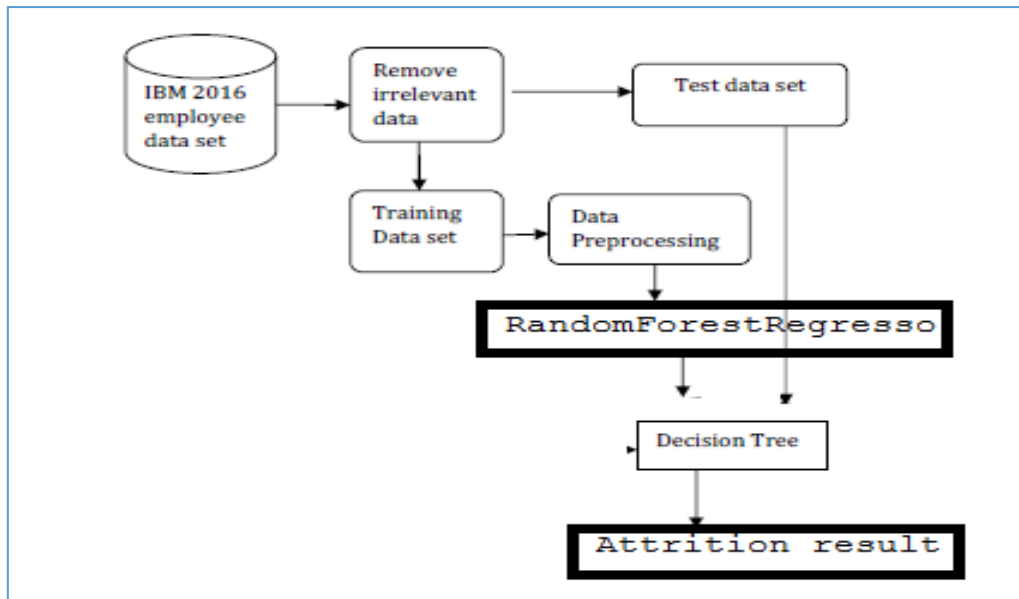 IBM 2016
employee
data set
Remove
irrelevant
data
Test data set
Training
Data set
Data
Preprocessing
RandomForestRegresso
Decision Tree
Attrition result